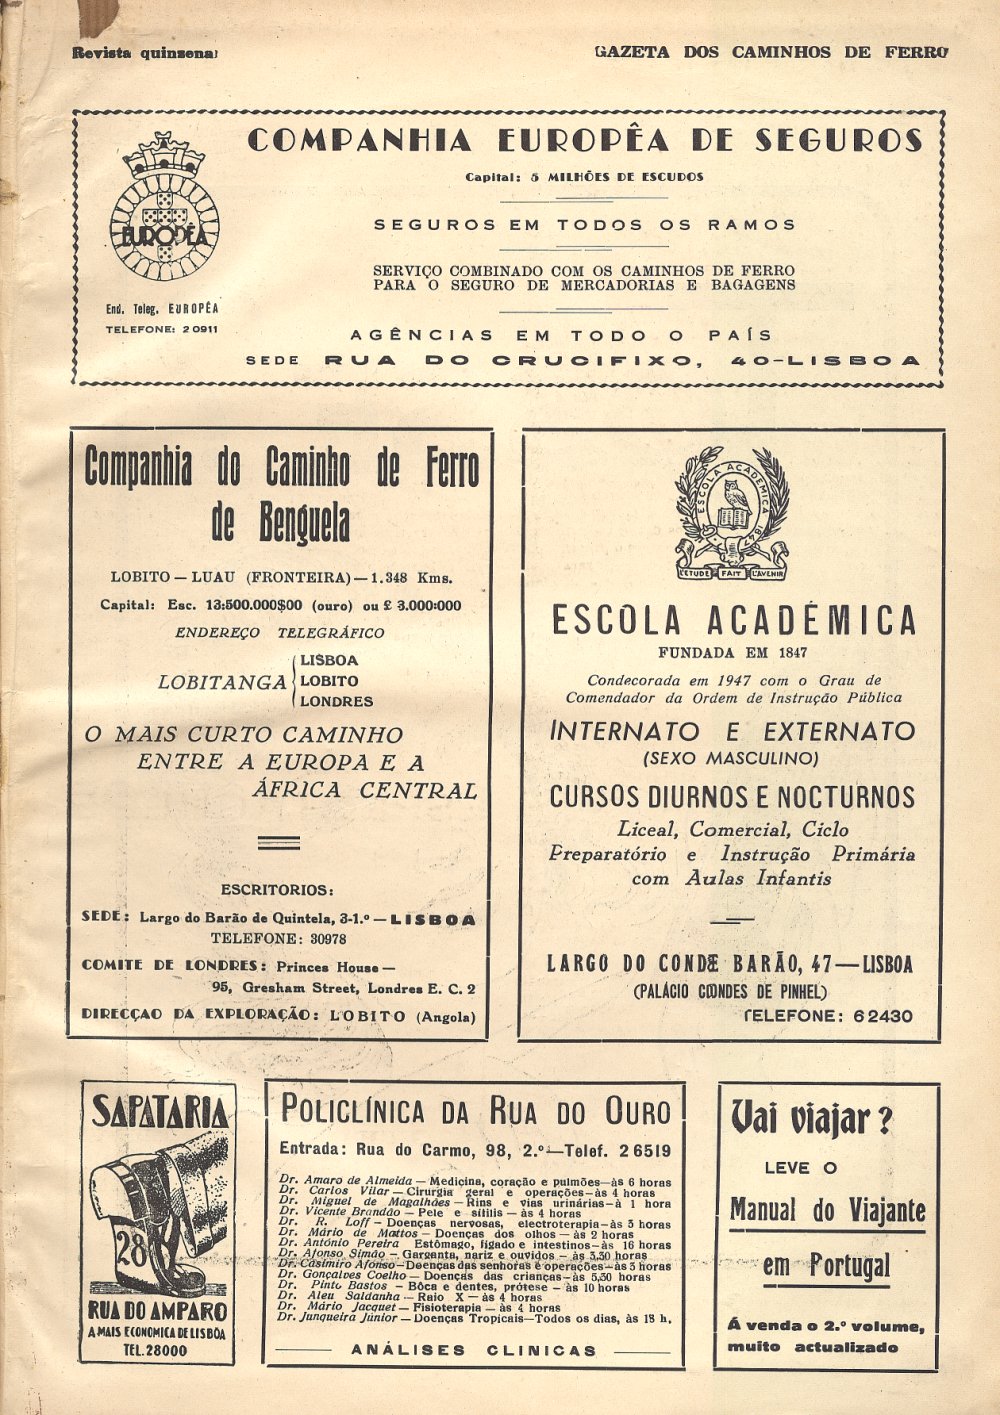 Revista quinzenal
GAZETA DOS CAMINHOS DE FERRO
COMPANHIA EUROPÊA DE SEGUROS
Capital: 5 MILHÕES DE ESCUDOS
EUROPÊA
SEGUROS EM TODOS OS RAMOS
SERVIÇO COMBINADO COM OS CAMINHOS DE FERRO
PARA O SEGURO DE MERCADORIAS E BAGAGENS
End. Teleg. EUROPÊA
TELEFONE: 20911
AGÊNCIAS EM TODO O PAÍS
SEDE RUA DO CRUCIFIXO, 40-LISBOA
Companhia do Caminho de Ferro
de Benguela
LOBITO — LUAU (FRONTEIRA) — 1.348 Kms.
Capital: Esc. 13:500.000$00 (ouro) ou £ 3.000:000
ENDEREÇO TELEGRÁFICO
LOBITANGA
LISBOA
LOBITO
LONDRES
O MAIS CURTO CAMINHO
ENTRE A EUROPA E A
ÁFRICA CENTRAL
ESCRITORIOS:
SEDE: Largo do Barão de Quintela, 3-1.º — LISBOA
TELEFONE: 30978
COMITE DE LONDRES: Princes House —
95, Gresham Street, Londres E. C. 2
DIRECÇAO DA EXPLORAÇÃO: LOBITO (Angola)
ESCOLA ACADÉMICA 1847
L'ETUDE FAIT L'AVENIR
ESCOLA ACADÉMICA
FUNDADA EM 1847
Condecorada em 1947 com o Grau de
Comendador da Ordem de Instrução Pública
INTERNATO E EXTERNATO
(SEXO MASCULINO)
CURSOS DIURNOS E NOCTURNOS
Liceal, Comercial, Ciclo
Preparatório e Instrução Primária
com Aulas Infantis
LARGO DO CONDE BARÃO, 47—LISBOA
(PALÁCIO CONDES DE PINHEL)
TELEFONE: 62430
SAPATARIA
28
RUA DO AMPARO
A MAIS ECONOMICA DE LISBÔA
TEL. 28000
POLICLÍNICA DA RUA DO OURO
Entrada: Rua do Carmo, 98, 2.º—Telef. 26519
Dr. Amaro de Almeida — Medicina, coração e pulmões—às 6 horas
Dr. Carlos Vilar — Cirurgia geral e operações—às 4 horas
Dr. Miguel de Magalhães — Rins e vias urinárias—à 1 hora
Dr. Vicente Brandão — Pele e sífilis — às 4 horas
Dr. R. Loff — Doenças nervosas, electroterapia—às 3 horas
Dr. Mário de Mattos — Doenças dos olhos — às 2 horas
Dr. António Pereira Estômago, fígado e intestinos—às 16 horas
Dr. Afonso Simão — Garganta, nariz e ouvidos — às 3,30 horas
Dr. Casimiro Afonso—Doenças das senhoras e operações—às 3 horas
Dr. Gonçalves Coelho — Doenças das crianças—às 5,30 horas
Dr. Pinto Bastos — Bôca e dentes, prótese — às 10 horas
Dr. Aleu Saldanha — Raio X — às 4 horas
Dr. Mário Jacquet — Fisioterapia — às 4 horas
Dr. Junqueira Júnior — Doenças Tropicais—Todos os dias, às 15 h.
ANÁLISES CLINICAS
Vai viajar?
LEVE O
Manual do Viajante
em Portugal
Á venda o 2.º volume,
muito actualizado